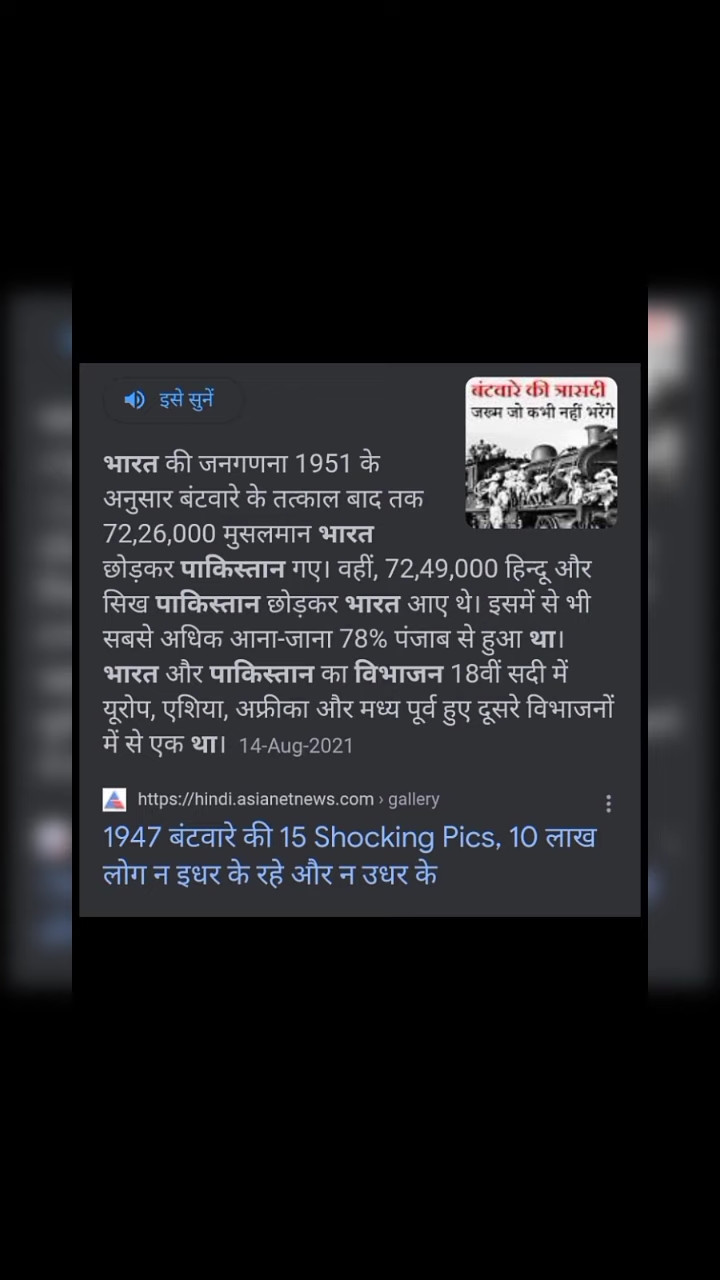 इसे सुनें
बंटवारे की त्रासदी
जख्म जो कभी नहीं भरेंगे
भारत की जनगणना 1951 के
अनुसार बंटवारे के तत्काल बाद तक
72,26,000 मुसलमान भारत
छोड़कर पाकिस्तान गए। वहीं, 72,49,000 हिन्दू और
सिख पाकिस्तान छोड़कर भारत आए थे। इसमें से भी
सबसे अधिक आना-जाना 78% पंजाब से हुआ था।
भारत और पाकिस्तान का विभाजन 18वीं सदी में
यूरोप, एशिया, अफ्रीका और मध्य पूर्व हुए दूसरे विभाजनों
में से एक था। 14-Aug-2021
https://hindi.asianetnews.com › gallery
1947 बंटवारे की 15 Shocking Pics, 10 लाख
लोग न इधर के रहे और न उधर के